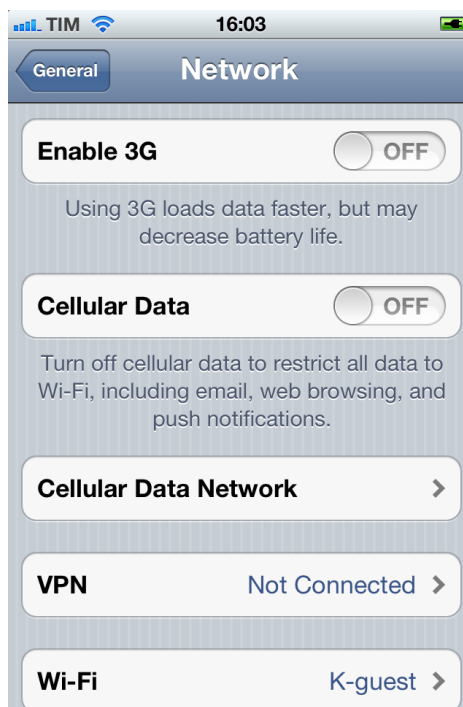 TIM 16:03
General Network
Enable 3G OFF
Using 3G loads data faster, but may
decrease battery life.
Cellular Data OFF
Turn off cellular data to restrict all data to
Wi-Fi, including email, web browsing, and
push notifications.
Cellular Data Network
VPN Not Connected
Wi-Fi K-guest